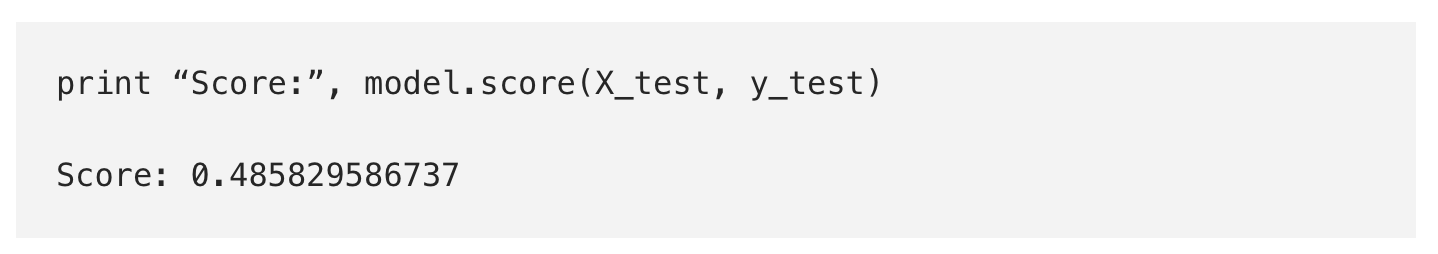 print “Score:”, model.score(X_test, y_test)
Score: 0.485829586737